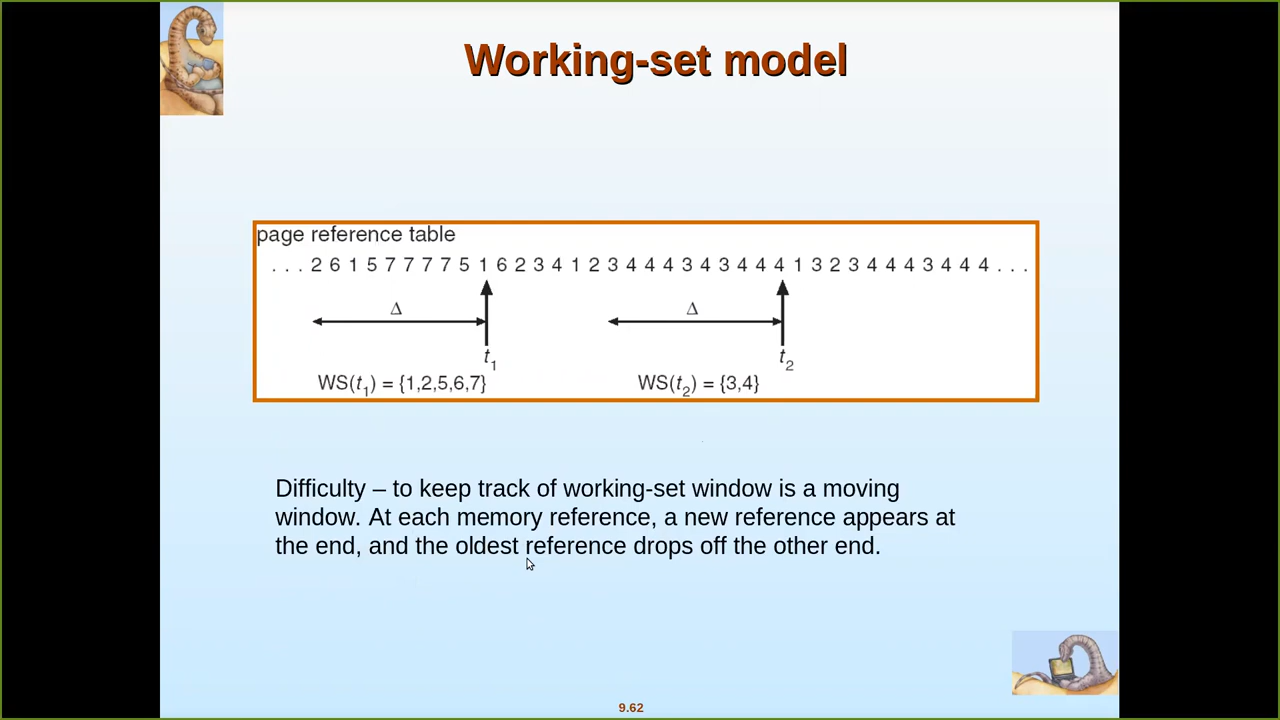 Working-set model
page reference table
. . . 2 6 1 5 7 7 7 7 5 1 6 2 3 4 1 2 3 4 4 4 3 4 3 4 4 4 1 3 2 3 4 4 4 3 4 4 4 . . .
Δ Δ
t1 t2
WS(t1) = {1,2,5,6,7} WS(t2) = {3,4}
Difficulty – to keep track of working-set window is a moving
window. At each memory reference, a new reference appears at
the end, and the oldest reference drops off the other end.
9.62